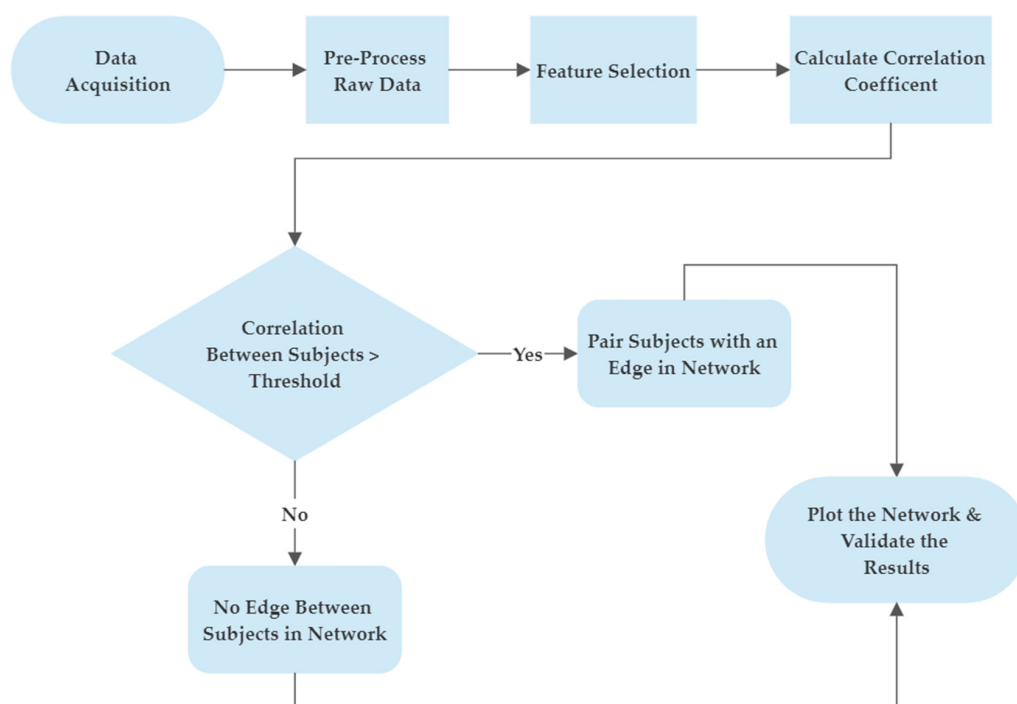 Data
Acquisition
Pre-Process
Raw Data
Feature Selection
Calculate Correlation
Coefficent
Correlation
Between Subjects >
Threshold
Yes
Pair Subjects with an
Edge in Network
No
No Edge Between
Subjects in Network
Plot the Network &
Validate the
Results